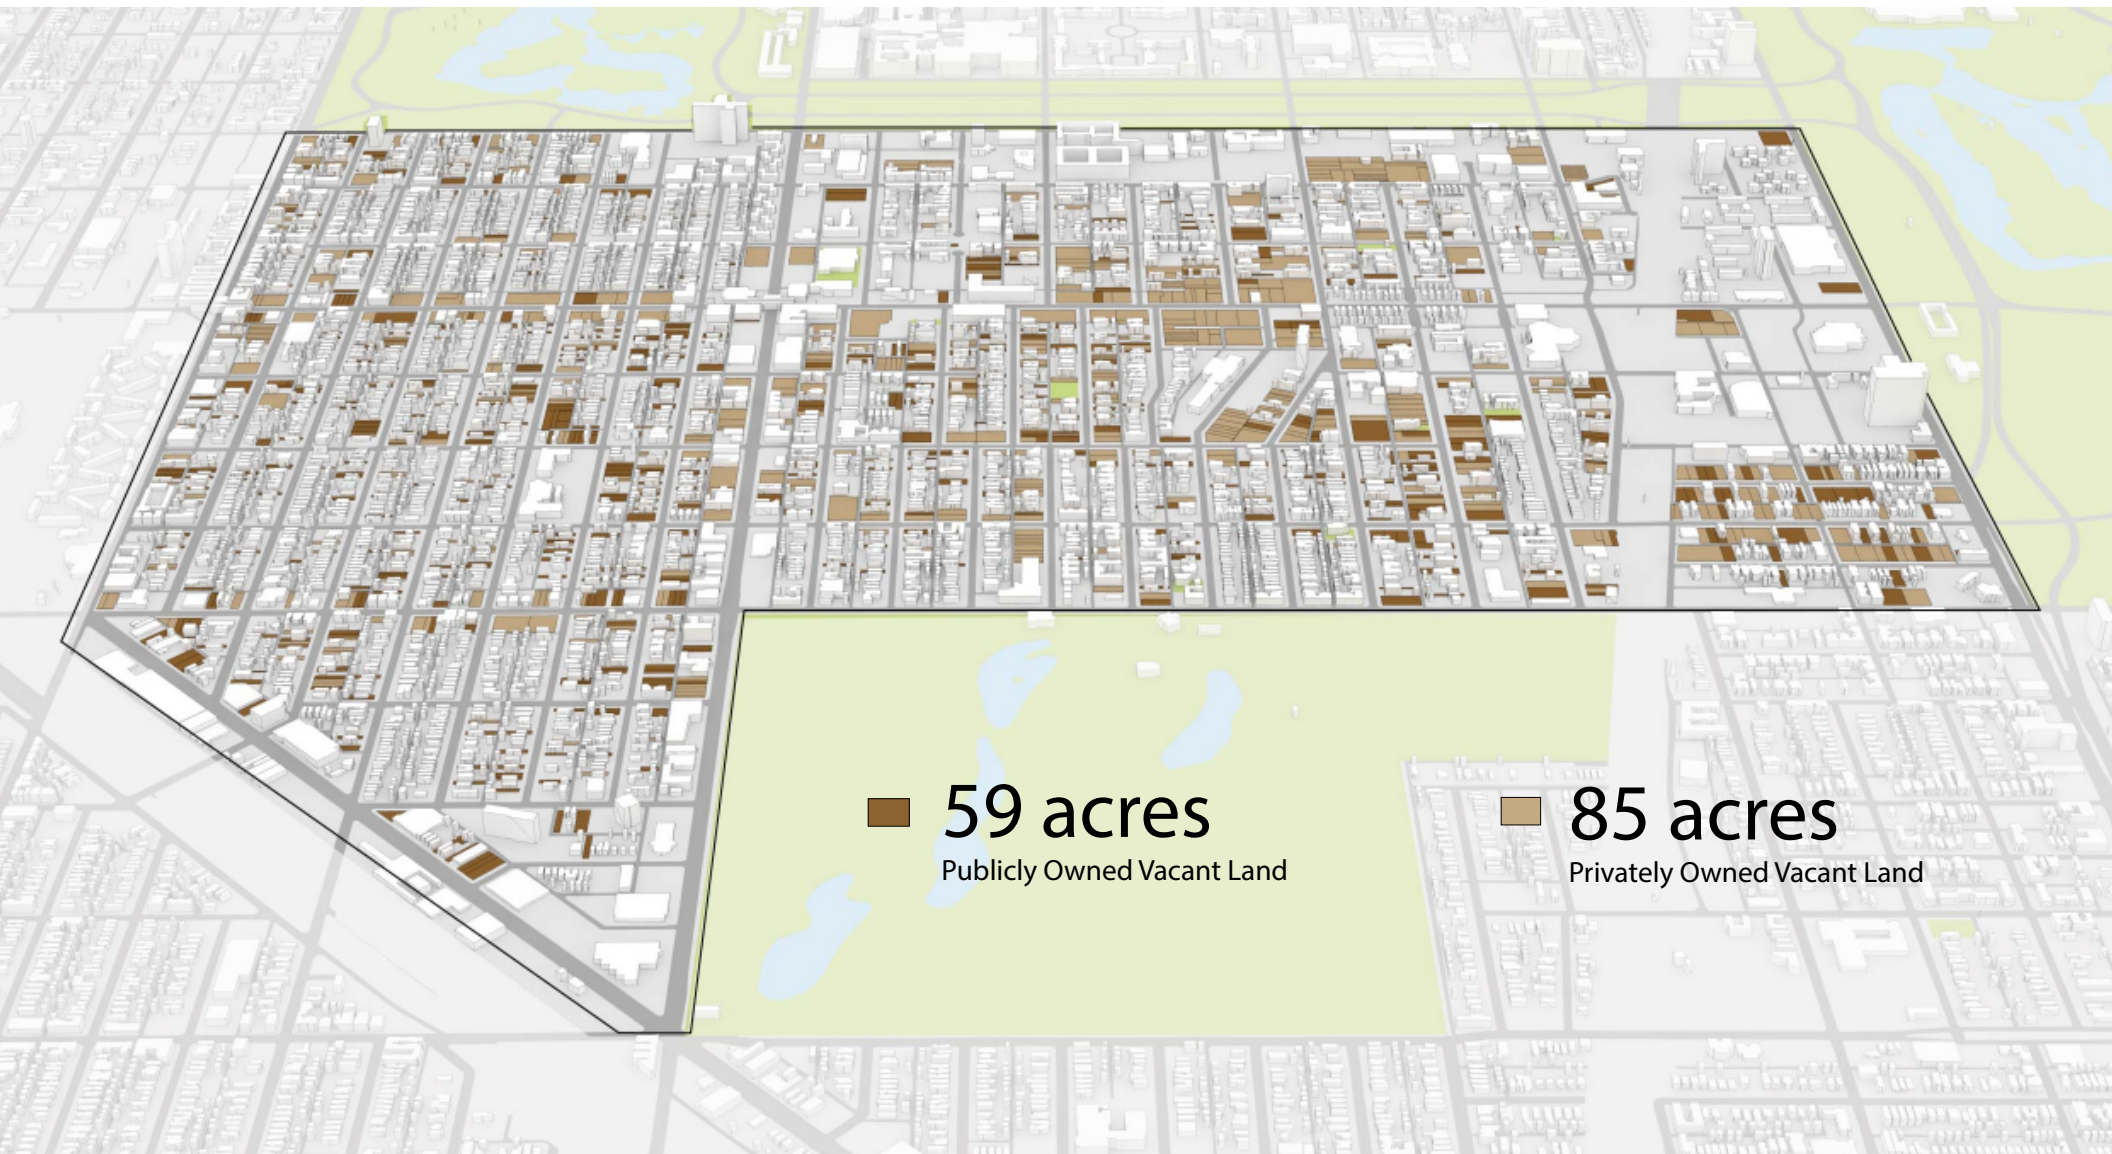 59 acres
Publicly Owned Vacant Land
85 acres
Privately Owned Vacant Land